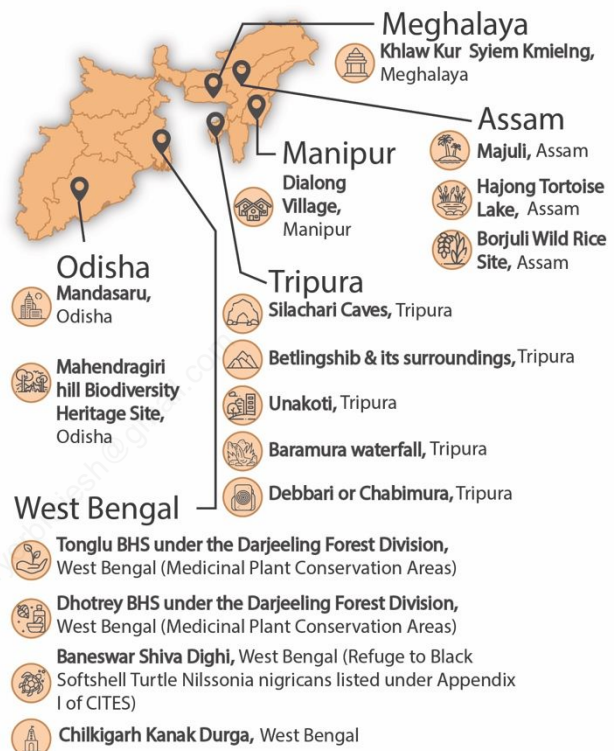 Meghalaya
Khlaw Kur Syiem Kmielng,
Meghalaya
Assam
Majuli, Assam
Hajong Tortoise
Lake, Assam
Borjuli Wild Rice
Site, Assam
Manipur
Dialong
Village,
Manipur
Odisha
Mandasaru,
Odisha
Mahendragiri
hill Biodiversity
Heritage Site,
Odisha
Tripura
Silachari Caves, Tripura
Betlingshib & its surroundings, Tripura
Unakoti, Tripura
Baramura waterfall, Tripura
Debbari or Chabimura, Tripura
West Bengal
Tonglu BHS under the Darjeeling Forest Division,
West Bengal (Medicinal Plant Conservation Areas)
Dhotrey BHS under the Darjeeling Forest Division,
West Bengal (Medicinal Plant Conservation Areas)
Baneswar Shiva Dighi, West Bengal (Refuge to Black
Softshell Turtle Nilssonia nigricans listed under Appendix
I of CITES)
Chilkigarh Kanak Durga, West Bengal